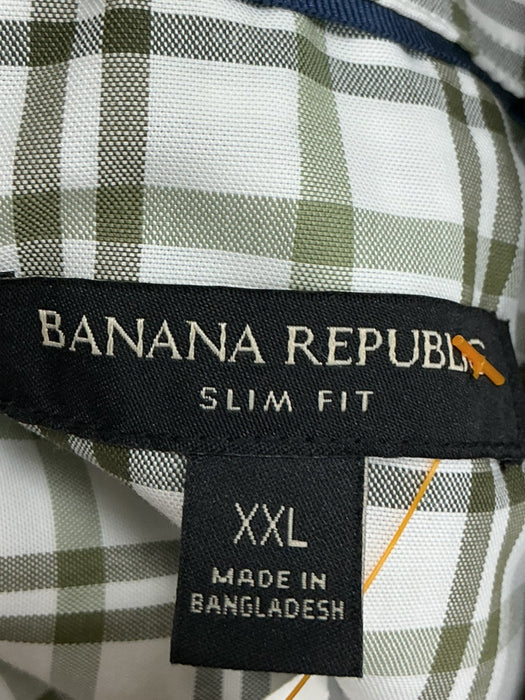 BANANA REPUBLIC
SLIM FIT
XXL
MADE IN
BANGLADESH